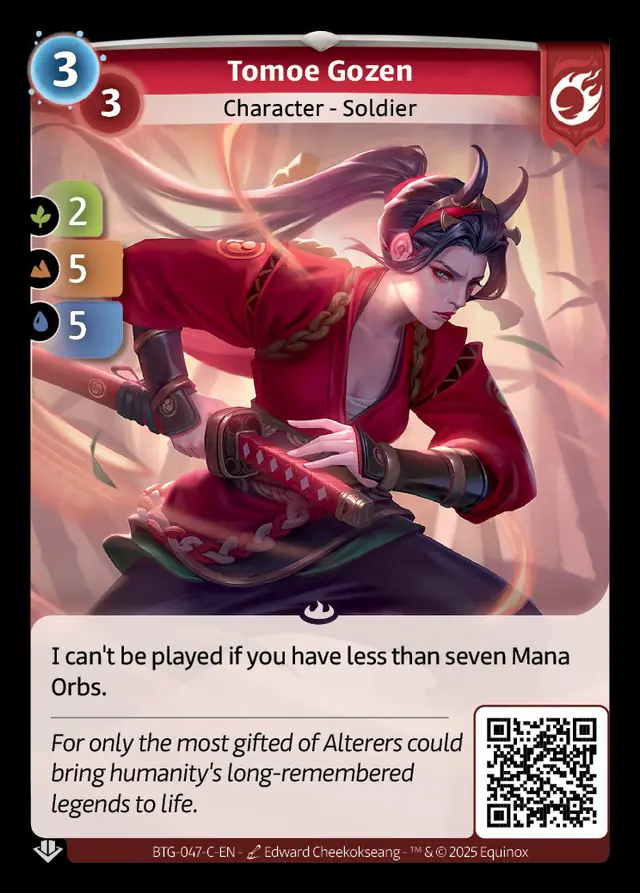 3
Tomoe Gozen
3
Character - Soldier
2
5
5
I can't be played if you have less than seven Mana
Orbs.
For only the most gifted of Alterers could
bring humanity's long-remembered
legends to life.
BTG-047-C-EN - Edward Cheekokseang - ™ & © 2025 Equinox